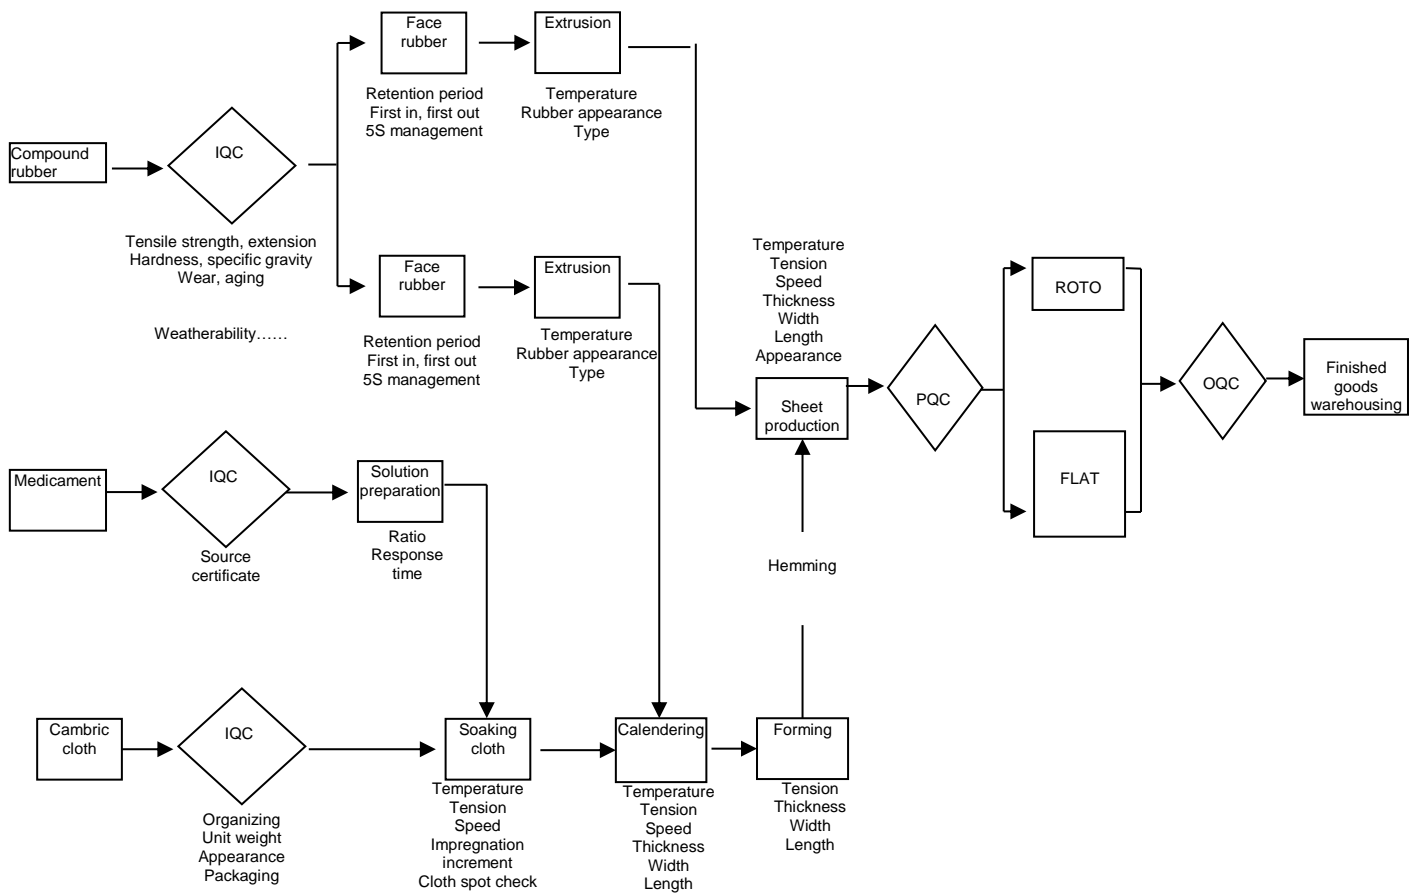 Face
rubber
Extrusion
Retention period
First in, first out
5S management
Temperature
Rubber appearance
Type
Compound
rubber
IQC
Tensile strength, extension
Hardness, specific gravity
Wear, aging
Weatherability……
Face
rubber
Extrusion
Retention period
First in, first out
5S management
Temperature
Rubber appearance
Type
Temperature
Tension
Speed
Thickness
Width
Length
Appearance
Sheet
production
PQC
ROTO
FLAT
OQC
Finished
goods
warehousing
Medicament
IQC
Source
certificate
Solution
preparation
Ratio
Response
time
Hemming
Cambric
cloth
IQC
Organizing
Unit weight
Appearance
Packaging
Soaking
cloth
Temperature
Tension
Speed
Impregnation
increment
Cloth spot check
Calendering
Temperature
Tension
Speed
Thickness
Width
Length
Forming
Tension
Thickness
Width
Length